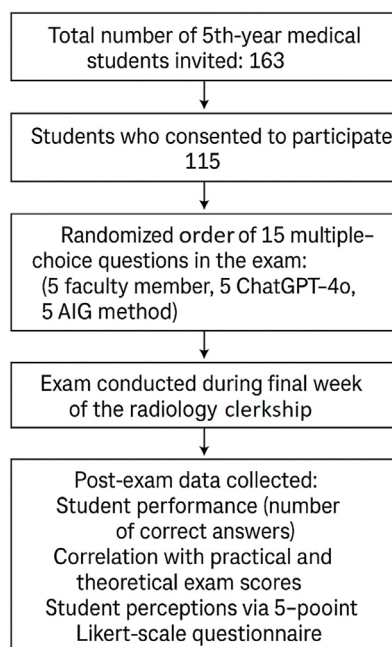 Total number of 5th-year medical
students invited: 163
Students who consented to participate
115
Randomized order of 15 multiple-
choice questions in the exam:
(5 faculty member, 5 ChatGPT-4o,
5 AIG method)
Exam conducted during final week
of the radiology clerkship
Post-exam data collected:
Student performance (number
of correct answers)
Correlation with practical and
theoretical exam scores
Student perceptions via 5-pooint
Likert-scale questionnaire